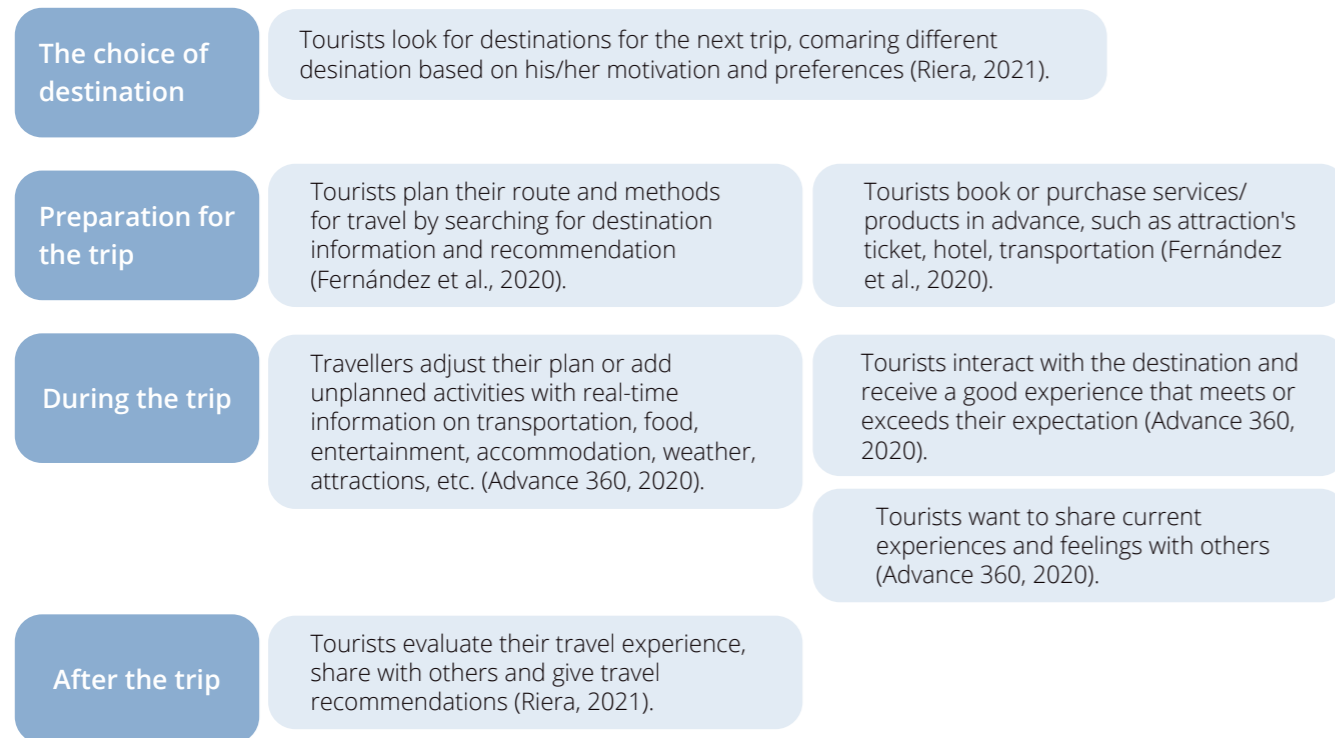 The choice of
destination
Tourists look for destinations for the next trip, comaring different
desination based on his/her motivation and preferences (Riera, 2021).
Preparation for
the trip
Tourists plan their route and methods
for travel by searching for destination
information and recommendation
(Fernández et al., 2020).
Tourists book or purchase services/
products in advance, such as attraction's
ticket, hotel, transportation (Fernández
et al., 2020).
During the trip
Travellers adjust their plan or add
unplanned activities with real-time
information on transportation, food,
entertainment, accommodation, weather,
attractions, etc. (Advance 360, 2020).
Tourists interact with the destination and
receive a good experience that meets or
exceeds their expectation (Advance 360,
2020).
Tourists want to share current
experiences and feelings with others
(Advance 360, 2020).
After the trip
Tourists evaluate their travel experience,
share with others and give travel
recommendations (Riera, 2021).